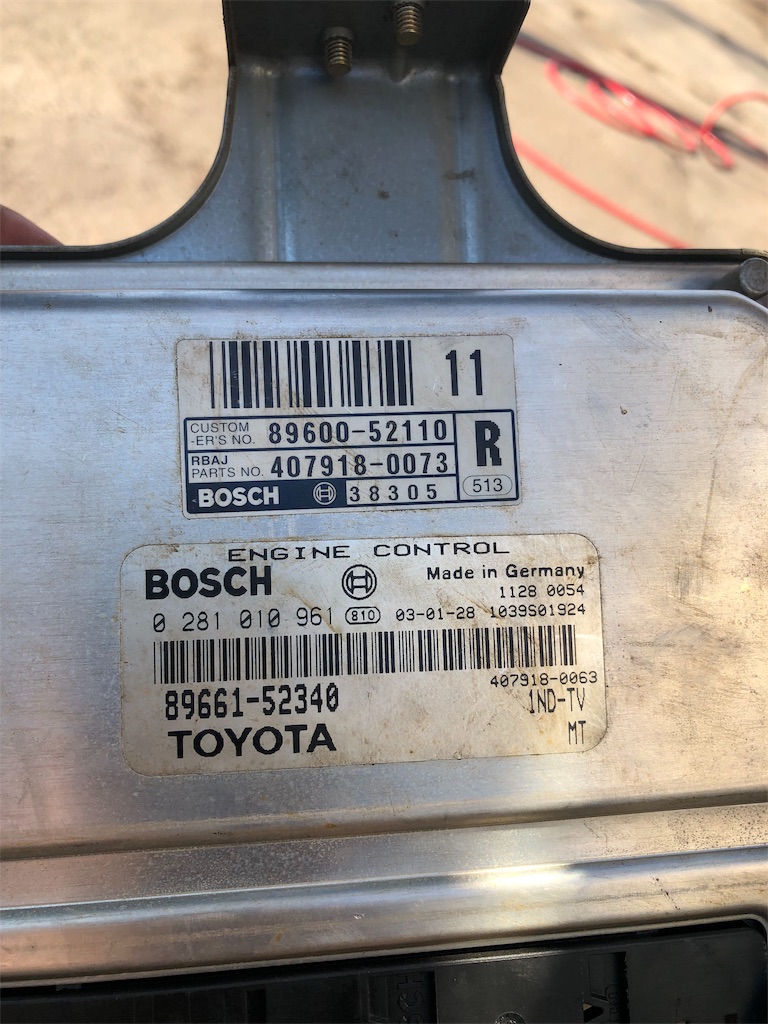 11
CUSTOM
-ER'S NO. 89600-52110
R
RBAJ
PARTS NO. 407918-0073
BOSCH 38305
513
ENGINE CONTROL
BOSCH Made in Germany
1128 0054
0 281 010 961 810 03-01-28 1039S01924
407918-0063
89661-52340 1ND-TV
TOYOTA MT